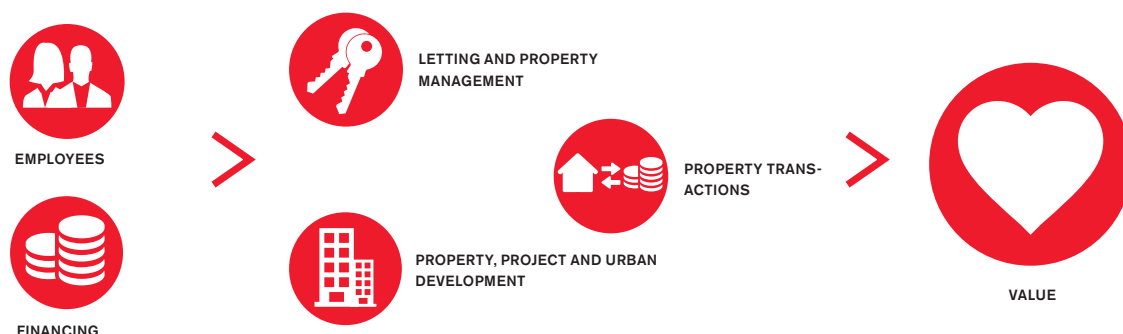 EMPLOYEES
FINANCING
LETTING AND PROPERTY
MANAGEMENT
PROPERTY, PROJECT AND URBAN
DEVELOPMENT
PROPERTY TRANS-
ACTIONS
VALUE